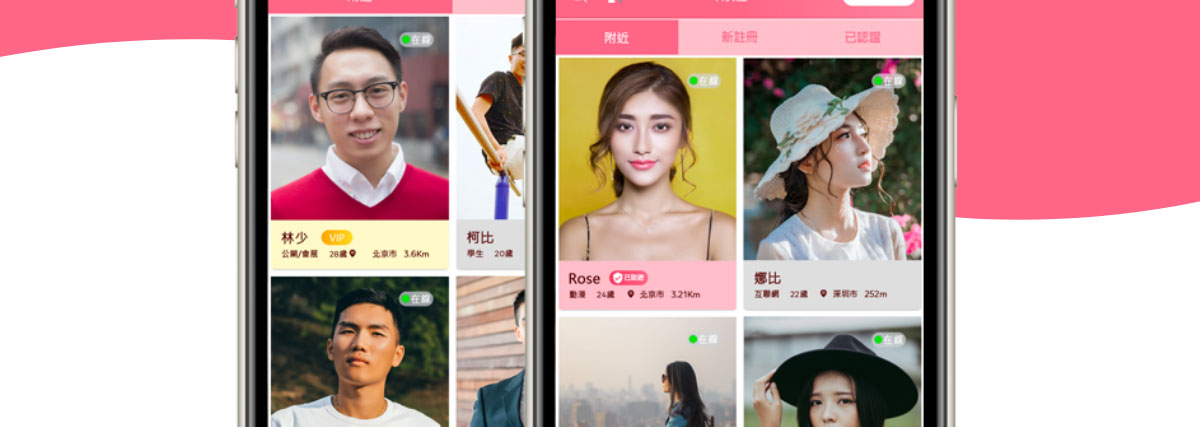 在線
林少 VIP
公關/會展 28歲 北京市 3.6Km
柯比
學生 20歲
在線
附近 新註冊 已認證
在線
在線
Rose 已認證
動漫 24歲 北京市 3.21Km
娜比
互聯網 22歲 深圳市 252m
在線
在線